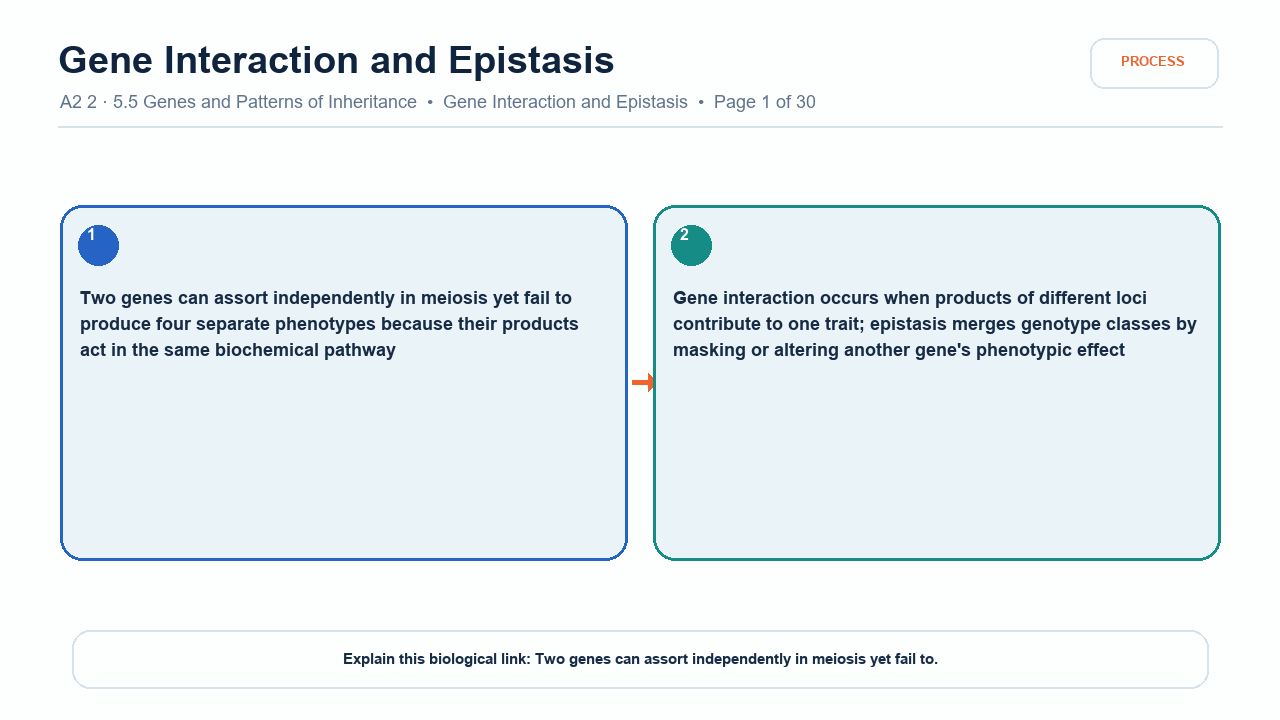 Gene Interaction and Epistasis
PROCESS
A2 2 · 5.5 Genes and Patterns of Inheritance • Gene Interaction and Epistasis • Page 1 of 30
1
Two genes can assort independently in meiosis yet fail to
produce four separate phenotypes because their products
act in the same biochemical pathway
2
Gene interaction occurs when products of different loci
contribute to one trait; epistasis merges genotype classes by
masking or altering another gene's phenotypic effect
Explain this biological link: Two genes can assort independently in meiosis yet fail to.